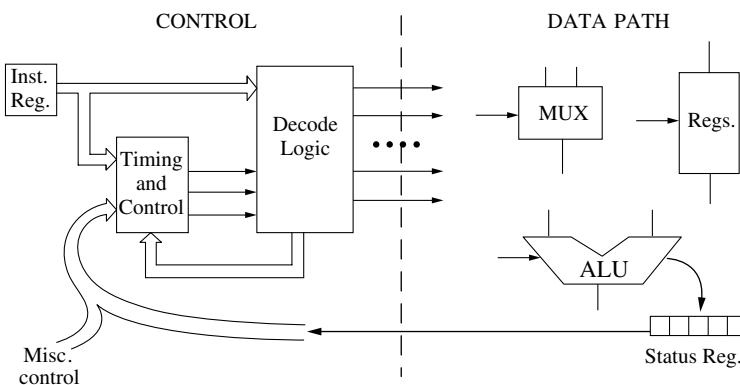 CONTROL
DATA PATH
Inst.
Reg.
Timing
and
Control
Decode
Logic
MUX
Regs.
ALU
Misc.
control
Status Reg.